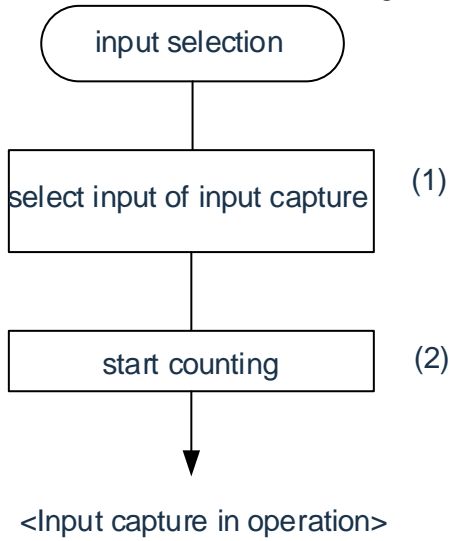 input selection
select input of input capture
(1)
start counting
(2)
<Input capture in operation>